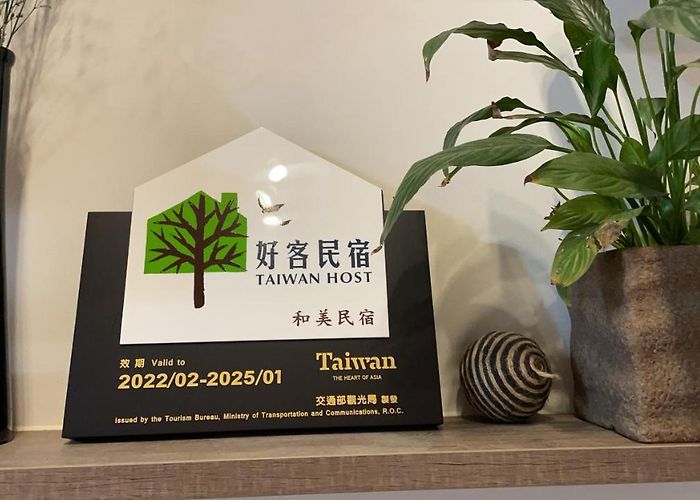 好客民宿
TAIWAN HOST
和美民宿
效期 Valid to
2022/02-2025/01
Taiwan
THE HEART OF ASIA
交通部觀光局 製發
Issued by the Tourism Bureau, Ministry of Transportation and Communications, R.O.C.